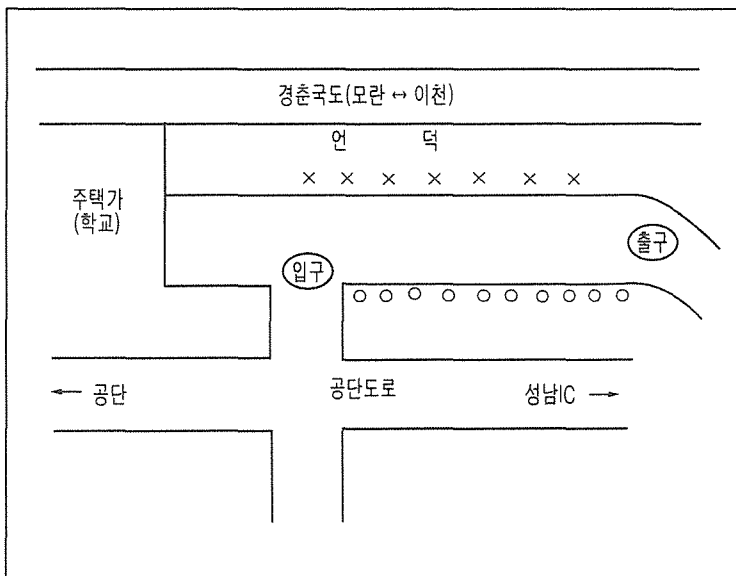 경춘국도(모란 ↔ 이천)
언 덕
주택가
(학교)
출구
입구
← 공단
공단도로
성남IC →